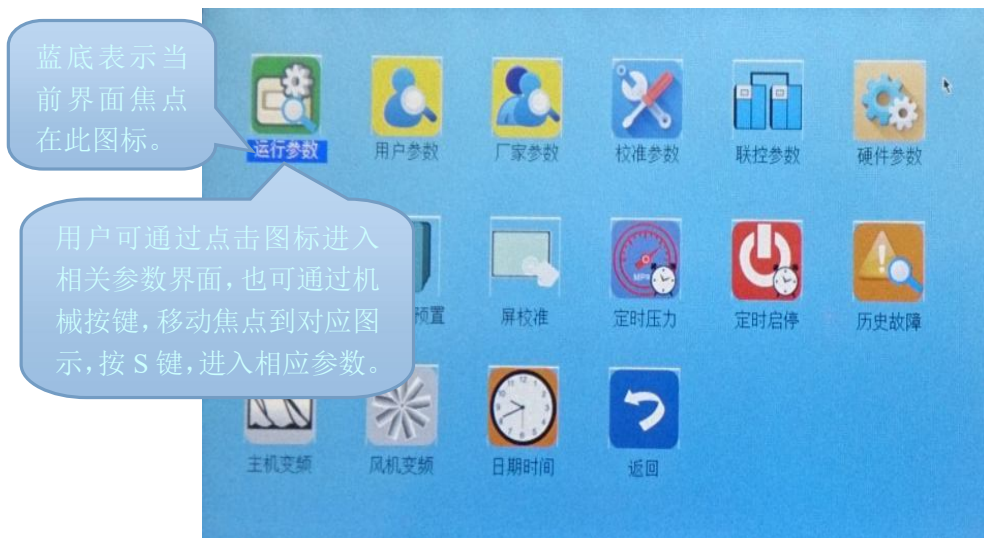 蓝底表示当
前界面焦点
在此图标。
运行参数 用户参数 厂家参数 校准参数 联控参数 硬件参数
用户可通过点击图标进入
相关参数界面,也可通过机
械按键,移动焦点到对应图
示,按 S 键,进入相应参数。
预置 屏校准 定时压力 定时启停 历史故障
主机变频 风机变频 日期时间 返回